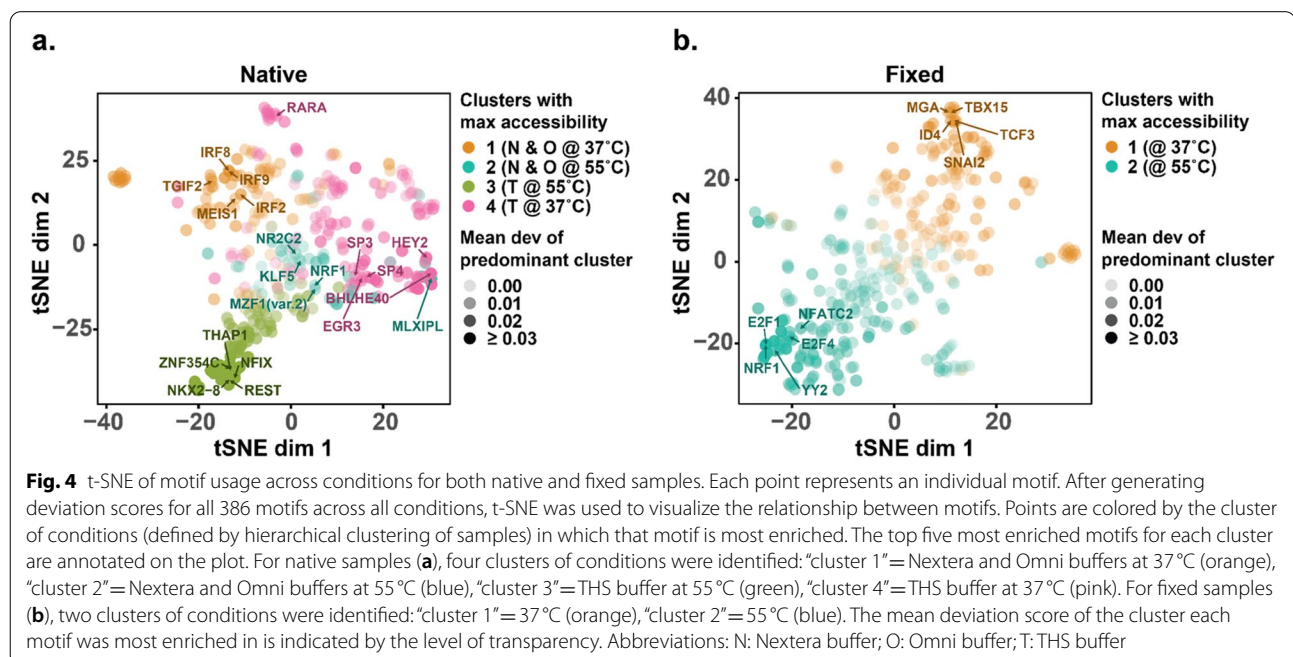 a.
Native
tSNE dim 2
25
0
−25
−40
−20
0
20
tSNE dim 1
RARA
IRF8
IRF9
TGIF2
MEIS1
IRF2
NR2C2
SP3
HEY2
KLF5
NRF1
SP4
MZF1(var.2)
BHLHE40
EGR3
MLXIPL
THAP1
ZNF354C
NFIX
NKX2−8
REST
Clusters with
max accessibility
1 (N & O @ 37˚C)
2 (N & O @ 55˚C)
3 (T @ 55˚C)
4 (T @ 37˚C)
Mean dev of
predominant cluster
0.00
0.01
0.02
≥ 0.03
b.
Fixed
tSNE dim 2
40
20
0
−20
−20
0
20
tSNE dim 1
MGA
TBX15
ID4
TCF3
SNAI2
E2F1
NFATC2
E2F4
NRF1
YY2
Clusters with
max accessibility
1 (@ 37˚C)
2 (@ 55˚C)
Mean dev of
predominant cluster
0.00
0.01
0.02
≥ 0.03
Fig. 4 t-SNE of motif usage across conditions for both native and fixed samples. Each point represents an individual motif. After generating
deviation scores for all 386 motifs across all conditions, t-SNE was used to visualize the relationship between motifs. Points are colored by the cluster
of conditions (defined by hierarchical clustering of samples) in which that motif is most enriched. The top five most enriched motifs for each cluster
are annotated on the plot. For native samples (a), four clusters of conditions were identified: “cluster 1” = Nextera and Omni buffers at 37 °C (orange),
“cluster 2” = Nextera and Omni buffers at 55 °C (blue), “cluster 3” = THS buffer at 55 °C (green), “cluster 4” = THS buffer at 37 °C (pink). For fixed samples
(b), two clusters of conditions were identified: “cluster 1” = 37 °C (orange), “cluster 2” = 55 °C (blue). The mean deviation score of the cluster each
motif was most enriched in is indicated by the level of transparency. Abbreviations: N: Nextera buffer; O: Omni buffer; T: THS buffer